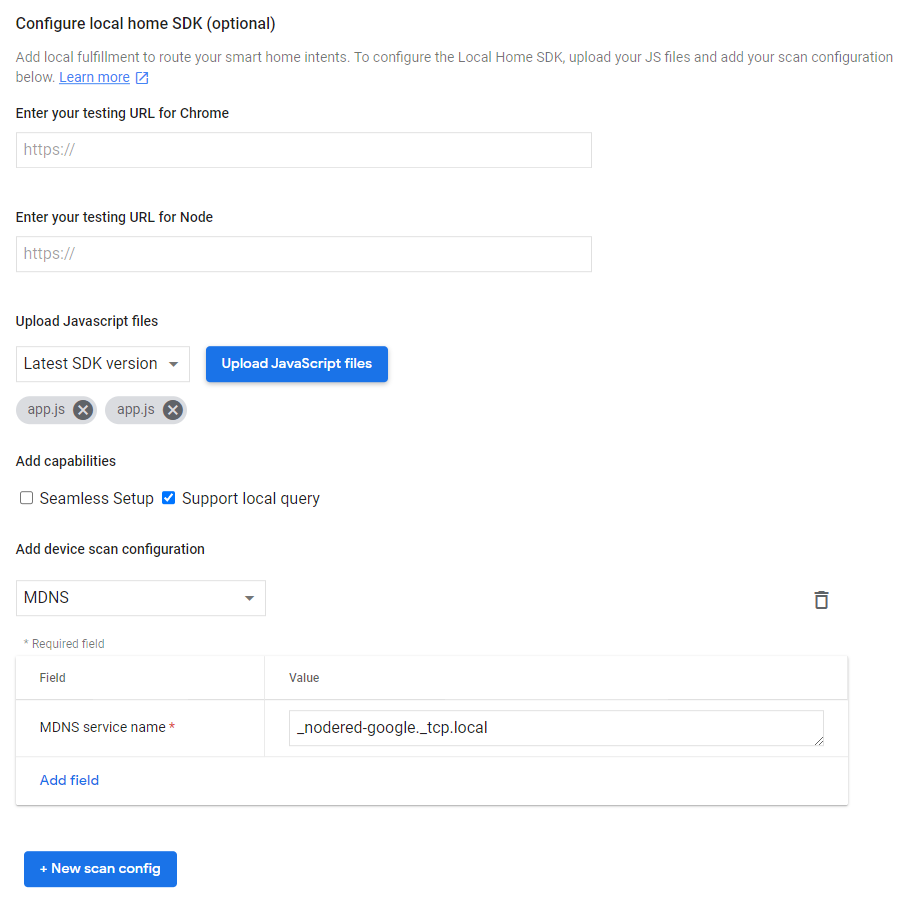 Configure local home SDK (optional)
Add local fulfillment to route your smart home intents. To configure the Local Home SDK, upload your JS files and add your scan configuration
below. Learn more
Enter your testing URL for Chrome
https://
Enter your testing URL for Node
https://
Upload Javascript files
Latest SDK version
Upload JavaScript files
app.js
app.js
Add capabilities
Seamless Setup
Support local query
Add device scan configuration
MDNS
* Required field
Field
Value
MDNS service name *
_nodered-google._tcp.local
Add field
+ New scan config